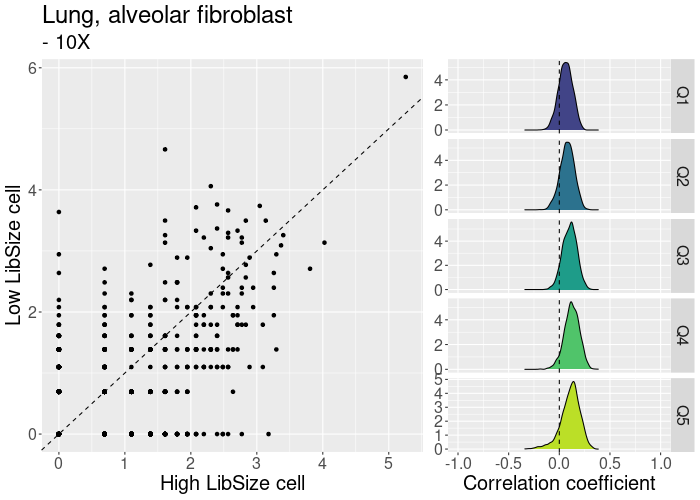 Lung, alveolar fibroblast
- 10X
6
4
2
0
Low LibSize cell
0 1 2 3 4 5
High LibSize cell
4
2
0
Q1
4
2
0
Q2
4
2
0
Q3
4
2
0
Q4
5
4
3
2
1
0
Q5
-1.0 -0.5 0.0 0.5 1.0
Correlation coefficient